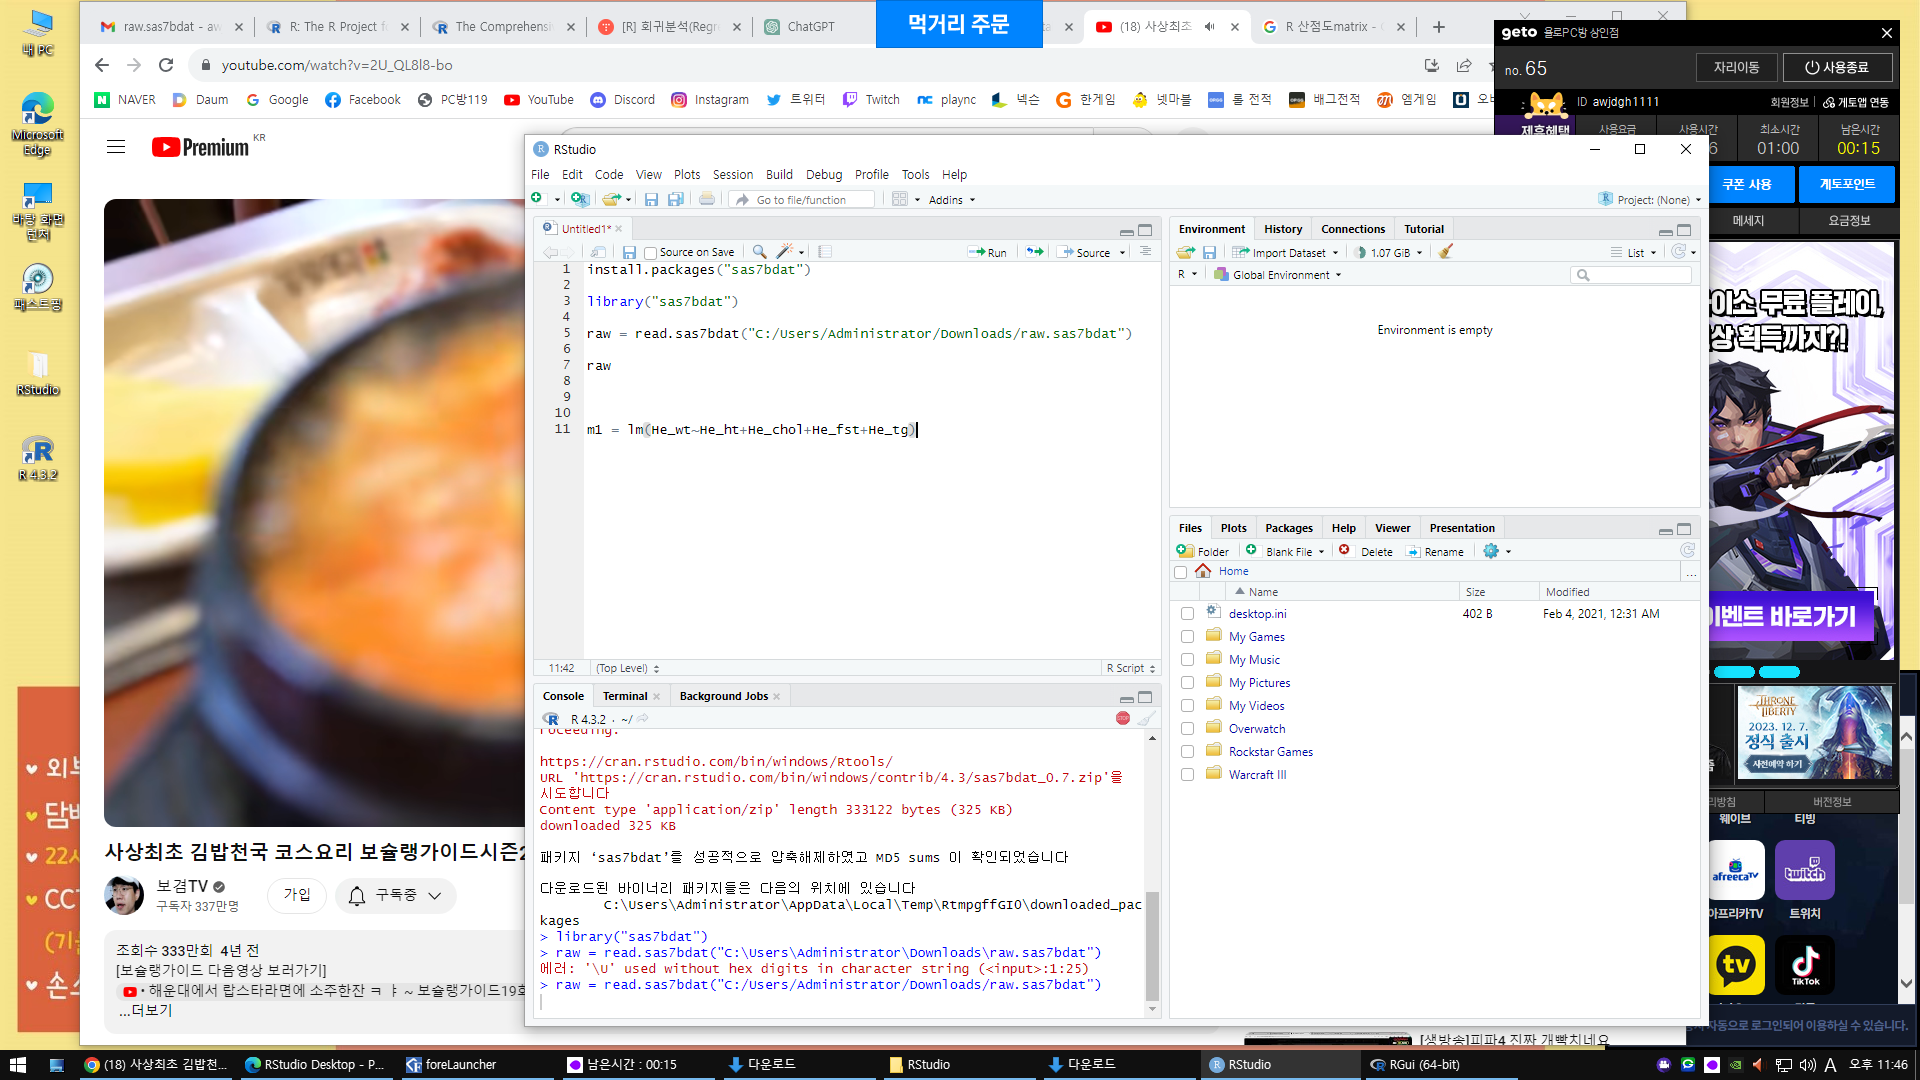 내 PC
Microsoft Edge
바탕 화면 런처
패스트핑
RStudio
R 4.3.2
raw.sas7bdat - aw
R: The R Project fo
The Comprehensi
[R] 회귀분석(Regre
ChatGPT
먹거리 주문
(18) 사상최초
R 산점도matrix -
youtube.com/watch?v=2U_QL8l8-bo
NAVER
Daum
Google
Facebook
PC방119
YouTube
Discord
Instagram
트위터
Twitch
plaync
넥슨
한게임
넷마블
롤 전적
배그전적
엠게임
Premium KR
geto 욜로PC방 상인점
no. 65
자리이동
사용종료
ID awjdgh1111
회원정보
게토앱 연동
제휴혜택
사용요금
사용시간
최소시간
남은시간
01:00
00:15
쿠폰 사용
게토포인트
메세지
요금정보
RStudio
File Edit Code View Plots Session Build Debug Profile Tools Help
Go to file/function
Addins
Project: (None)
Untitled1*
Source on Save
Run
Source
1 install.packages("sas7bdat")
2
3 library("sas7bdat")
4
5 raw = read.sas7bdat("C:/Users/Administrator/Downloads/raw.sas7bdat")
6
7 raw
8
9
10
11 m1 = lm(He_wt~He_ht+He_chol+He_fst+He_tg)
11:42
(Top Level)
R Script
Console
Terminal
Background Jobs
R 4.3.2 · ~/
https://cran.rstudio.com/bin/windows/Rtools/
URL 'https://cran.rstudio.com/bin/windows/contrib/4.3/sas7bdat_0.7.zip'을
시도합니다
Content type 'application/zip' length 333122 bytes (325 KB)
downloaded 325 KB
패키지 ‘sas7bdat’를 성공적으로 압축해제하였고 MD5 sums 이 확인되었습니다
다운로드된 바이너리 패키지들은 다음의 위치에 있습니다
C:\Users\Administrator\AppData\Local\Temp\RtmpgffGIO\downloaded_pac
kages
> library("sas7bdat")
> raw = read.sas7bdat("C:\Users\Administrator\Downloads\raw.sas7bdat")
에러: '\U' used without hex digits in character string (<input>:1:25)
> raw = read.sas7bdat("C:/Users/Administrator/Downloads/raw.sas7bdat")
Environment
History
Connections
Tutorial
Import Dataset
1.07 GiB
List
R
Global Environment
Environment is empty
Files
Plots
Packages
Help
Viewer
Presentation
Folder
Blank File
Delete
Rename
...
Home
Name
Size
Modified
desktop.ini 402 B Feb 4, 2021, 12:31 AM
My Games
My Music
My Pictures
My Videos
Overwatch
Rockstar Games
Warcraft III
이소 무료 플레이,
상 획득까지?!
이벤트 바로가기
THRONE LIBERTY
2023. 12. 7.
정식 출시
사전예약 하기
리방침
버전정보
웨이브
티빙
afreecaTV
twitch
아프리카TV
트위치
tv
TikTok
자동으로 로그인되어 이용하실 수 있습니다.
사상최초 김밥천국 코스요리 보슐랭가이드시즌2
보겸TV
구독자 337만명
가입
구독중
조회수 333만회 4년 전
[보슐랭가이드 다음영상 보러가기]
• 해운대에서 랍스타라면에 소주한잔 ㅋ ㅑ ~ 보슐랭가이드19회
...더보기
[생방송]피파4 진짜 개빡치네요
외부
담배
22시
CCT
손소
(18) 사상최초 김밥천...
RStudio Desktop - P...
foreLauncher
남은시간 : 00:15
다운로드
RStudio
다운로드
RStudio
RGui (64-bit)
A
오후 11:46